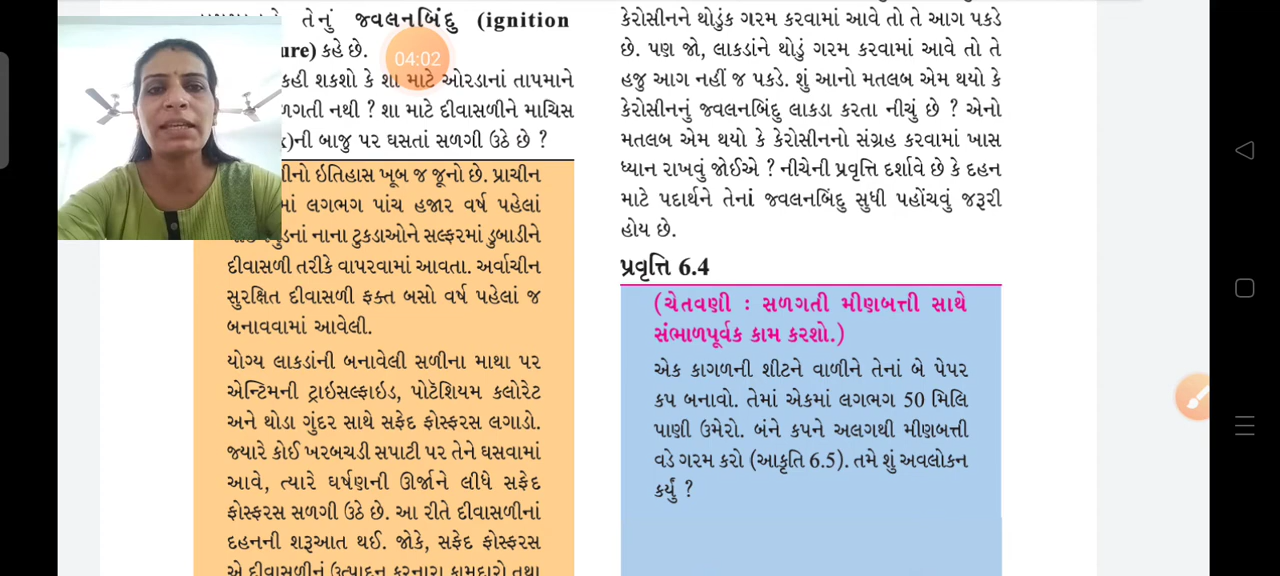 તેનું જ્વલનબિંદુ (ignition
ure) કહે છે.
04:02
કહી શકશો કે શા માટે ઓરડાનાં તાપમાને
ળગતી નથી ? શા માટે દીવાસળીને માચિસ
)ની બાજુ પર ઘસતાં સળગી ઉઠે છે ?
ીનો ઇતિહાસ ખૂબ જ જૂનો છે. પ્રાચીન
માં લગભગ પાંચ હજાર વર્ષ પહેલાં
નાના ટુકડાઓને સલ્ફરમાં ડુબાડીને
દીવાસળી તરીકે વાપરવામાં આવતા. અર્વાચીન
સુરક્ષિત દીવાસળી ફક્ત બસો વર્ષ પહેલાં જ
બનાવવામાં આવેલી.
યોગ્ય લાકડાંની બનાવેલી સળીના માથા પર
એન્ટિમની ટ્રાઇસલ્ફાઇડ, પોટૅશિયમ ક્લોરેટ
અને થોડા ગુંદર સાથે સફેદ ફોસ્ફરસ લગાડો.
જ્યારે કોઈ ખરબચડી સપાટી પર તેને ઘસવામાં
આવે, ત્યારે ઘર્ષણની ઊર્જાને લીધે સફેદ
ફોસ્ફરસ સળગી ઉઠે છે. આ રીતે દીવાસળીનાં
દહનની શરૂઆત થઈ. જોકે, સફેદ ફોસ્ફરસ
એ દીવાસળીનું ઉત્પાદન કરનારા કામદારો તથા
કેરોસીનને થોડુંક ગરમ કરવામાં આવે તો તે આગ પકડે
છે. પણ જો, લાકડાંને થોડું ગરમ કરવામાં આવે તો તે
હજુ આગ નહીં જ પકડે. શું આનો મતલબ એમ થયો કે
કેરોસીનનું જ્વલનબિંદુ લાકડા કરતા નીચું છે ? એનો
મતલબ એમ થયો કે કેરોસીનનો સંગ્રહ કરવામાં ખાસ
ધ્યાન રાખવું જોઈએ ? નીચેની પ્રવૃત્તિ દર્શાવે છે કે દહન
માટે પદાર્થને તેનાં જ્વલનબિંદુ સુધી પહોંચવું જરૂરી
હોય છે.
પ્રવૃત્તિ 6.4
(ચેતવણી : સળગતી મીણબત્તી સાથે
સંભાળપૂર્વક કામ કરશો.)
એક કાગળની શીટને વાળીને તેનાં બે પેપર
કપ બનાવો. તેમાં એકમાં લગભગ 50 મિલિ
પાણી ઉમેરો. બંને કપને અલગથી મીણબત્તી
વડે ગરમ કરો (આકૃતિ 6.5). તમે શું અવલોકન
કર્યું ?